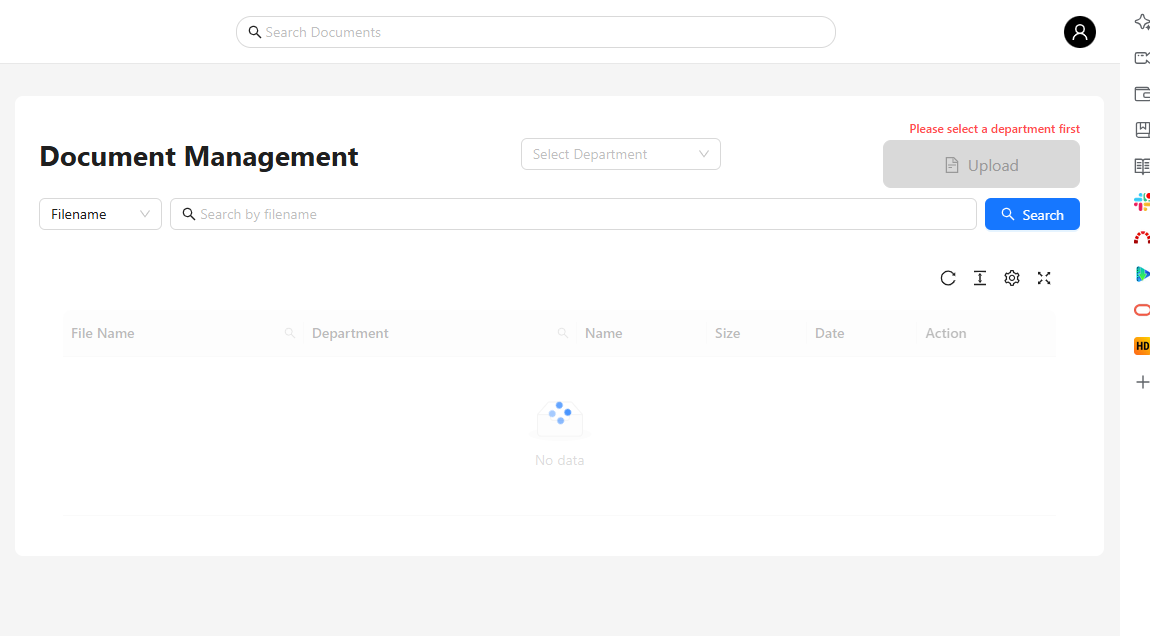 Search Documents
Please select a department first
Document Management
Select Department
Upload
Filename
Search by filename
Search
File Name
Department
Name
Size
Date
Action
No data
HD